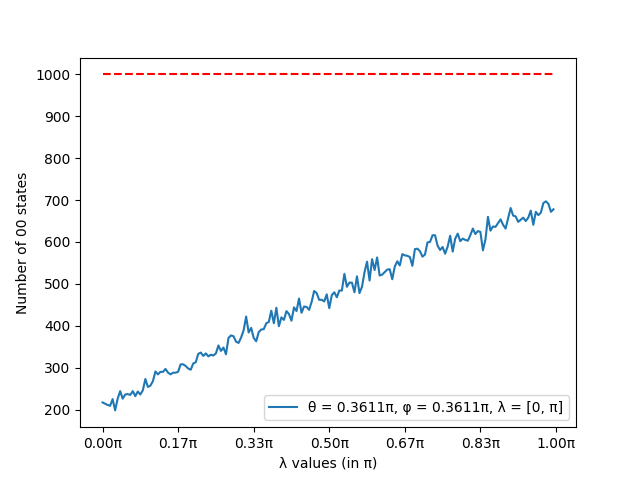 1000
900
800
700
600
500
400
300
200
Number of 00 states
θ = 0.3611π, φ = 0.3611π, λ = [0, π]
0.00π 0.17π 0.33π 0.50π 0.67π 0.83π 1.00π
λ values (in π)